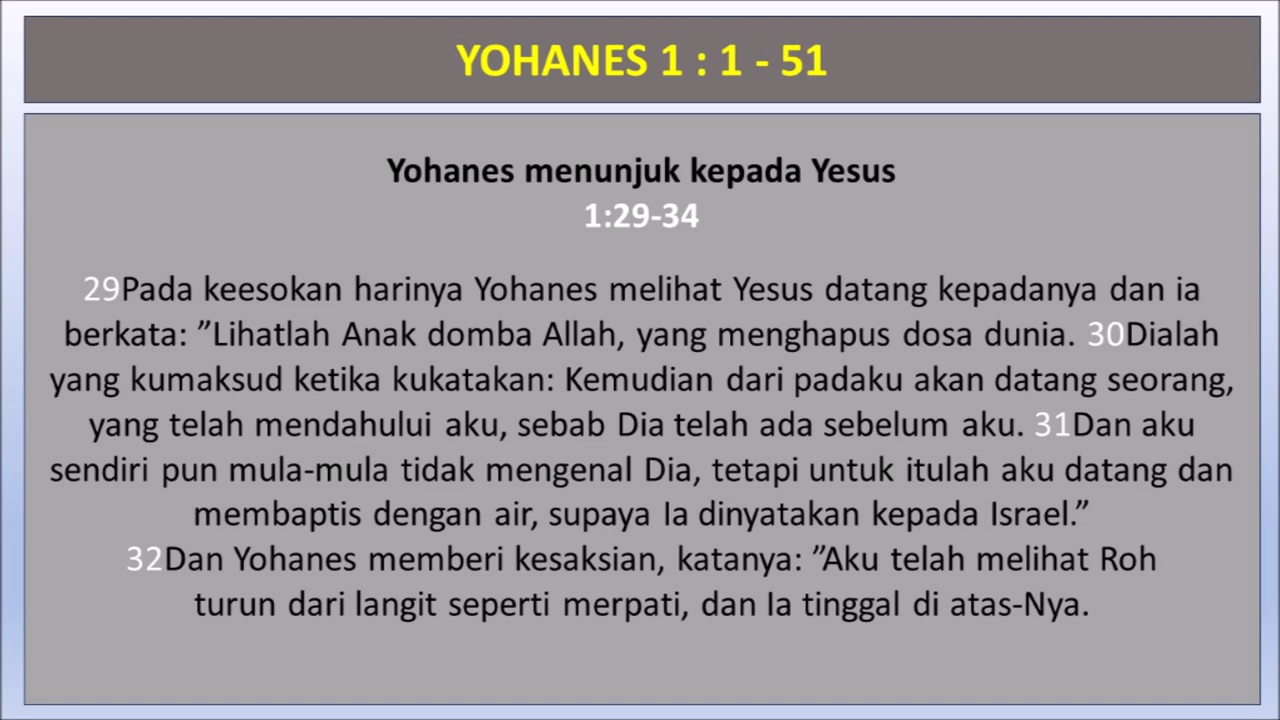 YOHANES 1 : 1 - 51
Yohanes menunjuk kepada Yesus
1:29-34
29Pada keesokan harinya Yohanes melihat Yesus datang kepadanya dan ia
berkata: ”Lihatlah Anak domba Allah, yang menghapus dosa dunia. 30Dialah
yang kumaksud ketika kukatakan: Kemudian dari padaku akan datang seorang,
yang telah mendahului aku, sebab Dia telah ada sebelum aku. 31Dan aku
sendiri pun mula-mula tidak mengenal Dia, tetapi untuk itulah aku datang dan
membaptis dengan air, supaya Ia dinyatakan kepada Israel.”
32Dan Yohanes memberi kesaksian, katanya: ”Aku telah melihat Roh
turun dari langit seperti merpati, dan Ia tinggal di atas-Nya.